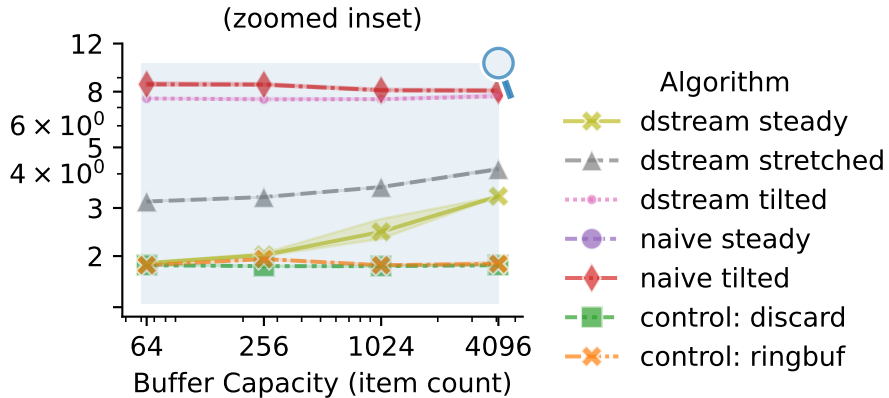 (zoomed inset)
12
8
6 × 10⁰
5
4 × 10⁰
3
2
64 256 1024 4096
Buffer Capacity (item count)
Algorithm
dstream steady
dstream stretched
dstream tilted
naive steady
naive tilted
control: discard
control: ringbuf